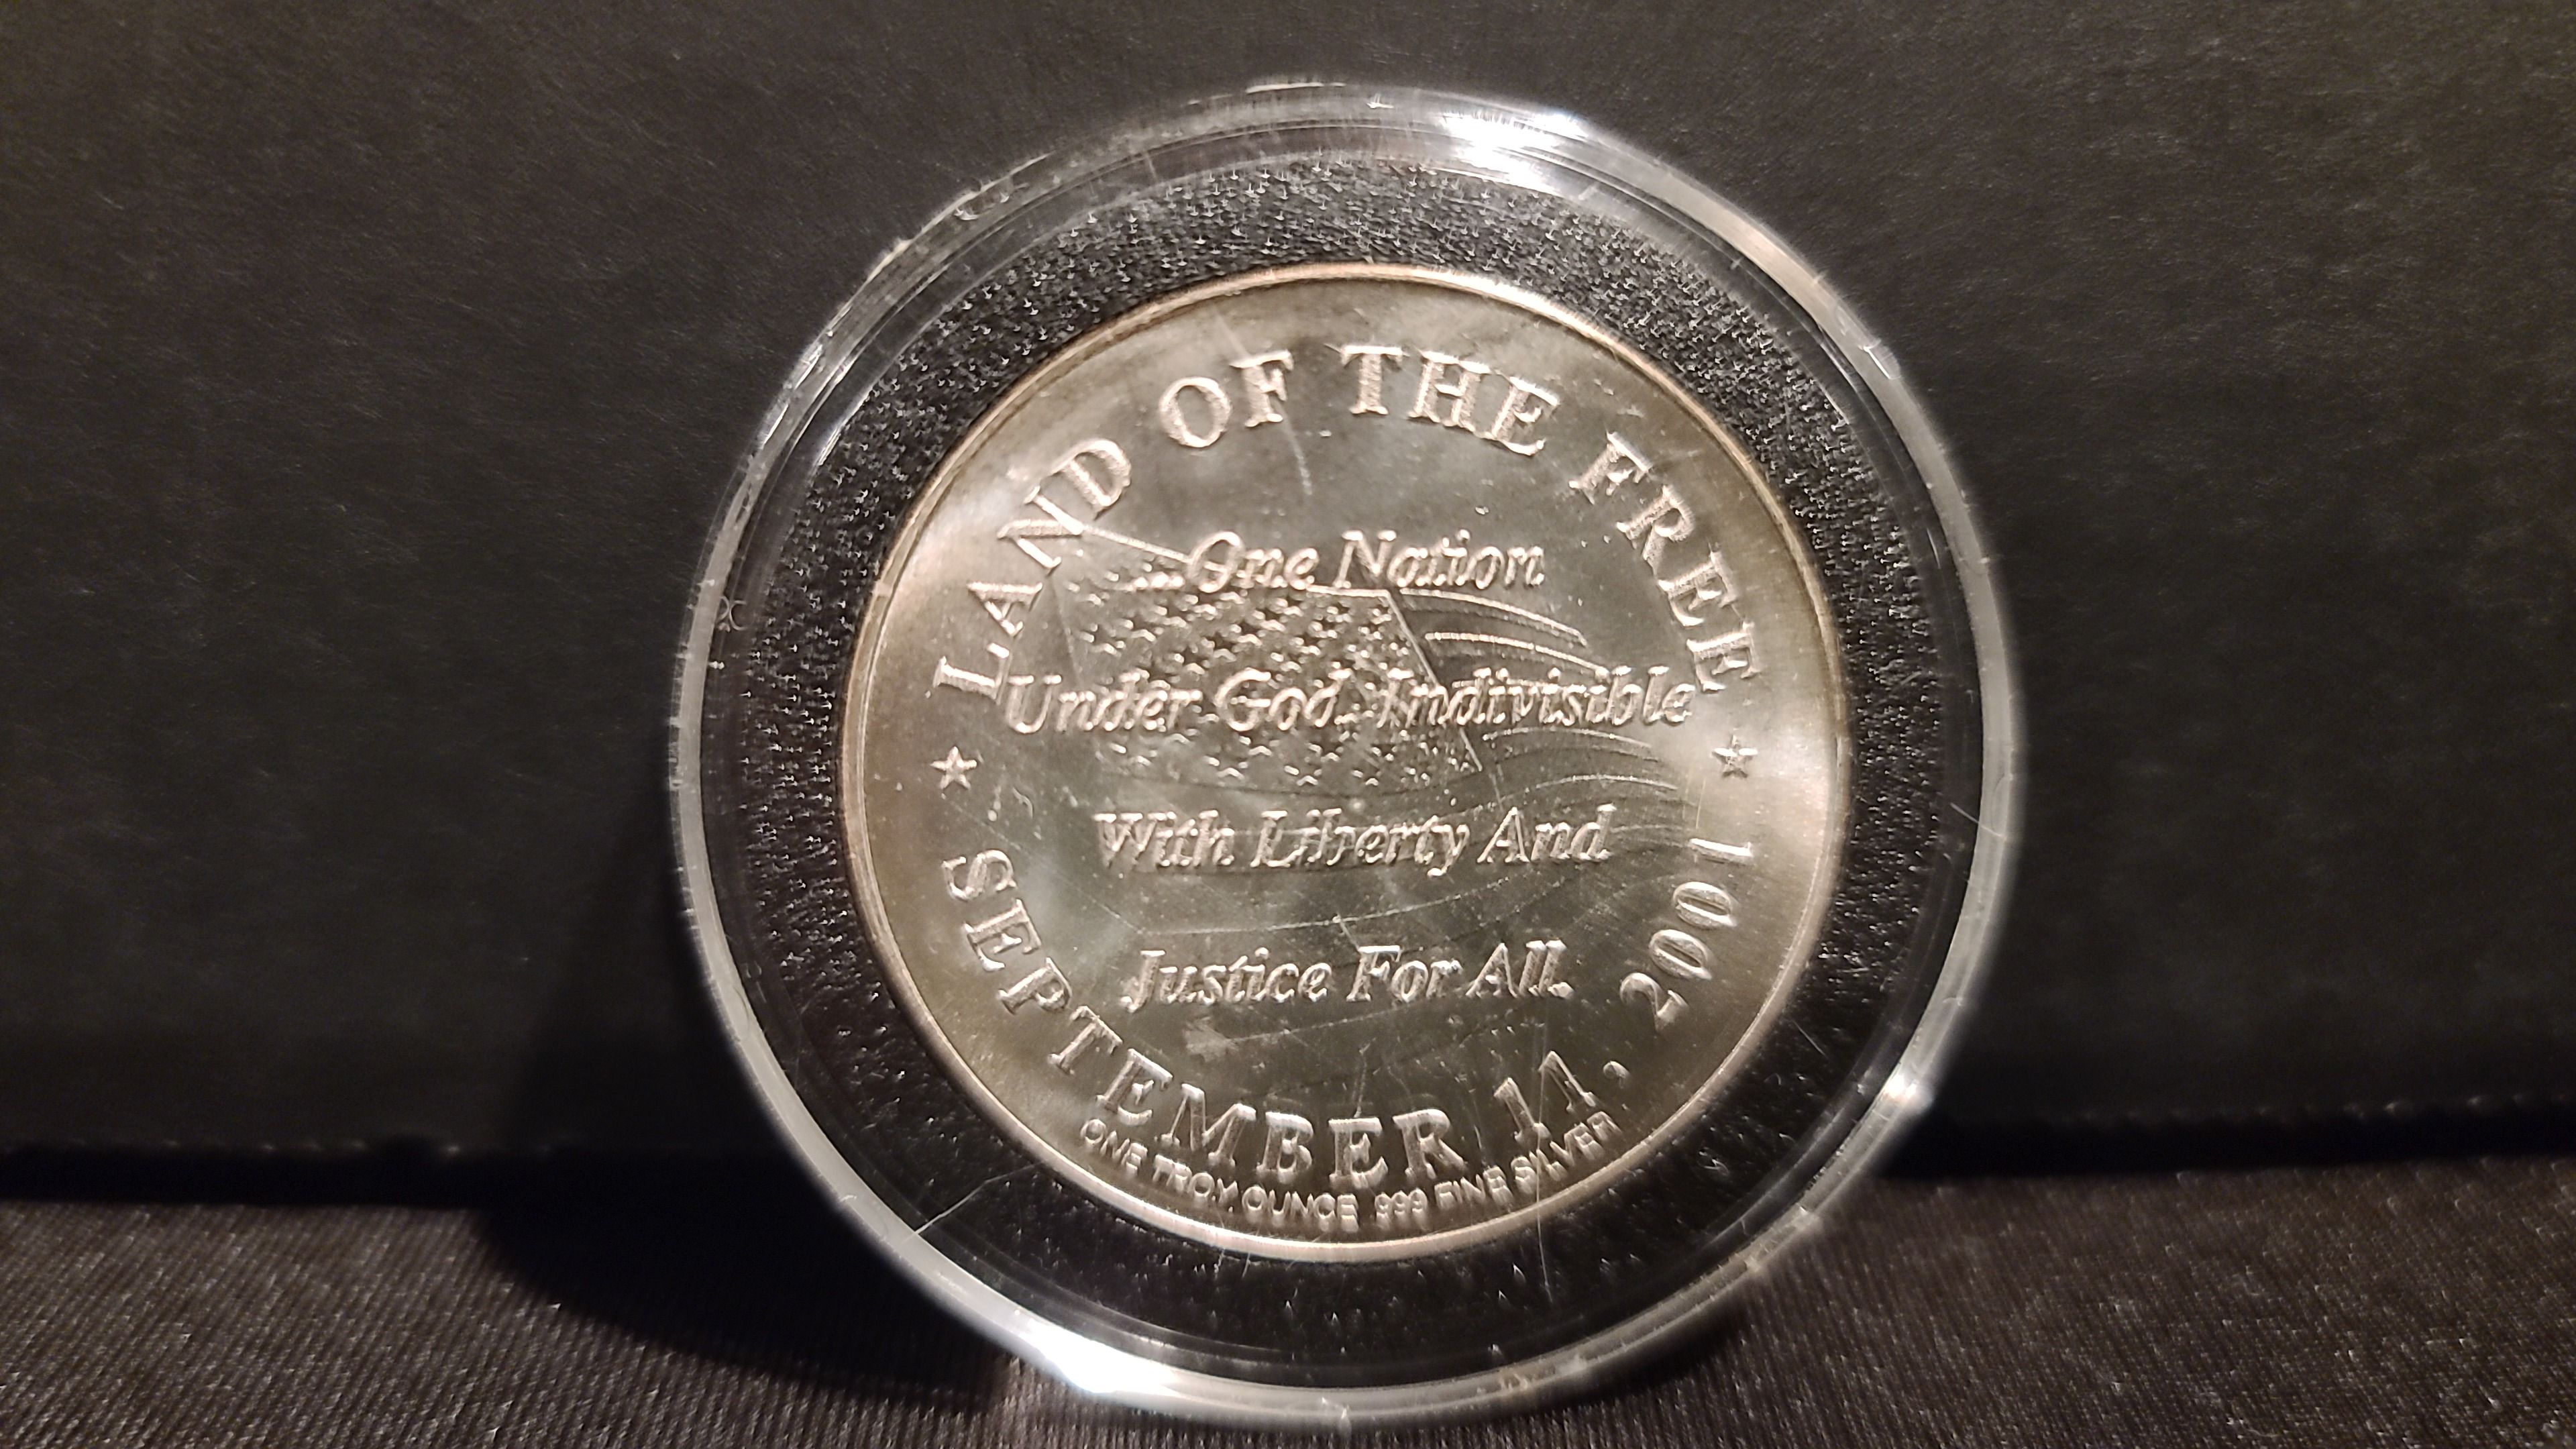 LAND OF THE FREE
...One Nation
Under God, Indivisible
With Liberty And
Justice For All.
SEPTEMBER 11, 2001
ONE TROY OUNCE 999 FINE SILVER